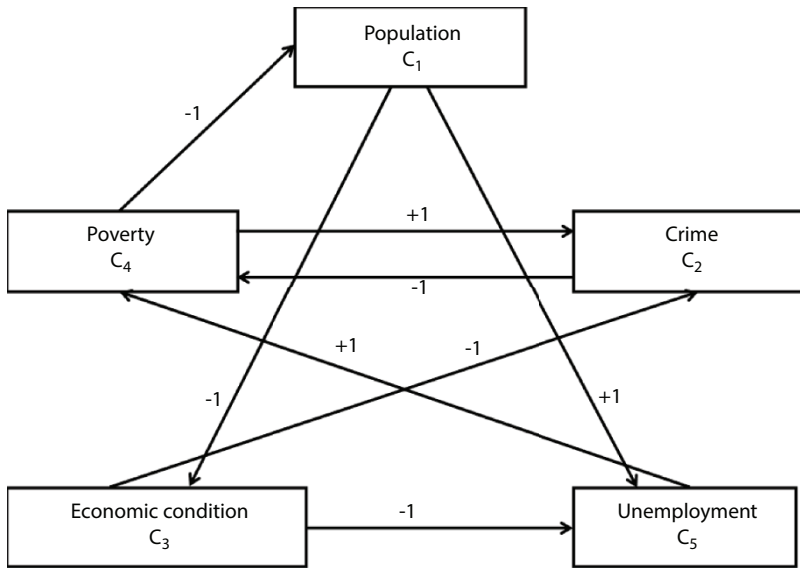 Population
C₁
-1
Poverty
C₄
+1
Crime
C₂
-1
+1
-1
-1
+1
Economic condition
C₃
-1
Unemployment
C₅